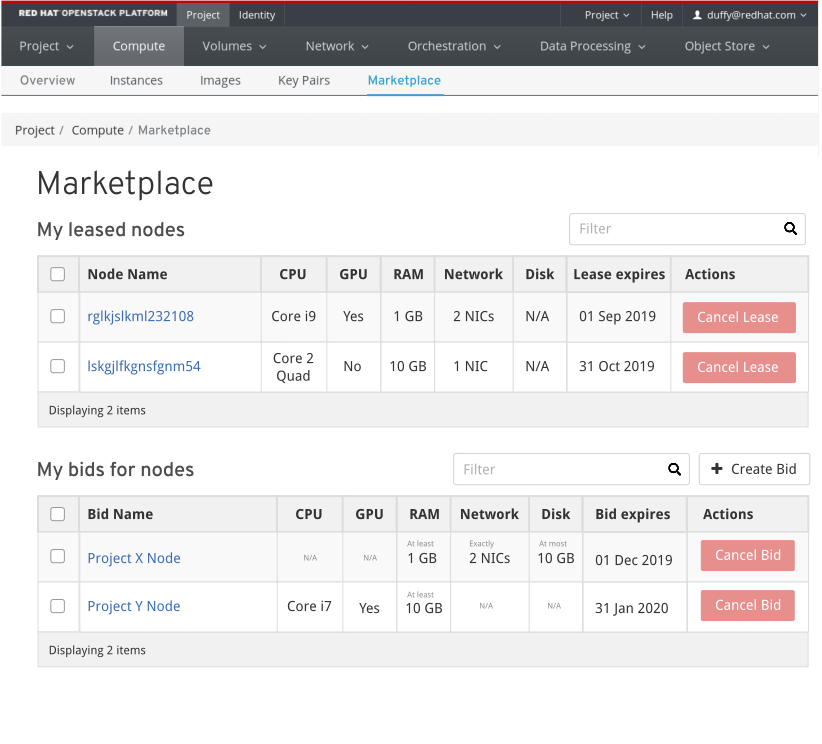 RED HAT OPENSTACK PLATFORM Project Identity Project Help duffy@redhat.com
Project Compute Volumes Network Orchestration Data Processing Object Store
Overview Instances Images Key Pairs Marketplace
Project / Compute / Marketplace
Marketplace
My leased nodes Filter
Node Name CPU GPU RAM Network Disk Lease expires Actions
rglkjslkml232108 Core i9 Yes 1 GB 2 NICs N/A 01 Sep 2019 Cancel Lease
lskgjlfkgnsfgnm54 Core 2 Quad No 10 GB 1 NIC N/A 31 Oct 2019 Cancel Lease
Displaying 2 items
My bids for nodes Filter Create Bid
Bid Name CPU GPU RAM Network Disk Bid expires Actions
Project X Node N/A N/A At least 1 GB Exactly 2 NICs At most 10 GB 01 Dec 2019 Cancel Bid
Project Y Node Core i7 Yes At least 10 GB N/A N/A 31 Jan 2020 Cancel Bid
Displaying 2 items